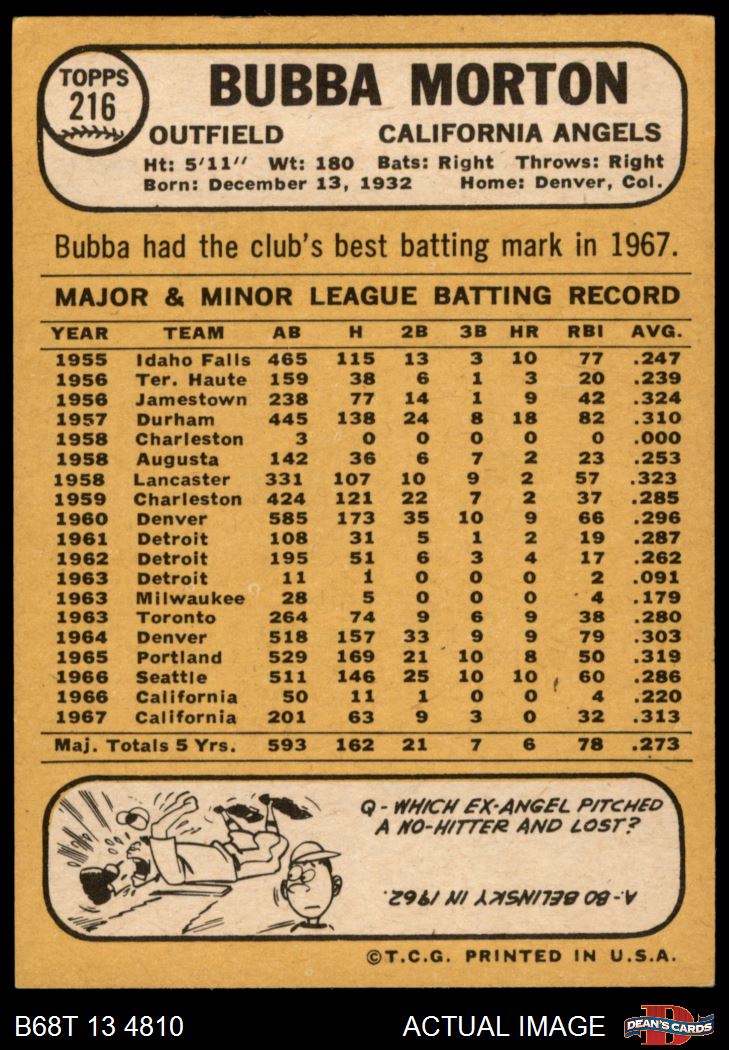 TOPPS
216
BUBBA MORTON
OUTFIELD CALIFORNIA ANGELS
Ht: 5'11" Wt: 180 Bats: Right Throws: Right
Born: December 13, 1932 Home: Denver, Col.
Bubba had the club's best batting mark in 1967.
MAJOR & MINOR LEAGUE BATTING RECORD
YEAR TEAM AB H 2B 3B HR RBI AVG.
1955 Idaho Falls 465 115 13 3 10 77 .247
1956 Ter. Haute 159 38 6 1 3 20 .239
1956 Jamestown 238 77 14 1 9 42 .324
1957 Durham 445 138 24 8 18 82 .310
1958 Charleston 3 0 0 0 0 0 .000
1958 Augusta 142 36 6 7 2 23 .253
1958 Lancaster 331 107 10 9 2 57 .323
1959 Charleston 424 121 22 7 2 37 .285
1960 Denver 585 173 35 10 9 66 .296
1961 Detroit 108 31 5 1 2 19 .287
1962 Detroit 195 51 6 3 4 17 .262
1963 Detroit 11 1 0 0 0 2 .091
1963 Milwaukee 28 5 0 0 0 4 .179
1963 Toronto 264 74 9 6 9 38 .280
1964 Denver 518 157 33 9 9 79 .303
1965 Portland 529 169 21 10 8 50 .319
1966 Seattle 511 146 25 10 10 60 .286
1966 California 50 11 1 0 0 4 .220
1967 California 201 63 9 3 0 32 .313
Maj. Totals 5 Yrs. 593 162 21 7 6 78 .273
Q - WHICH EX-ANGEL PITCHED
A NO-HITTER AND LOST?
A - BO BELINSKY IN 1962.
©T.C.G. PRINTED IN U.S.A.
B68T 13 4810 ACTUAL IMAGE
D
DEAN'S CARDS